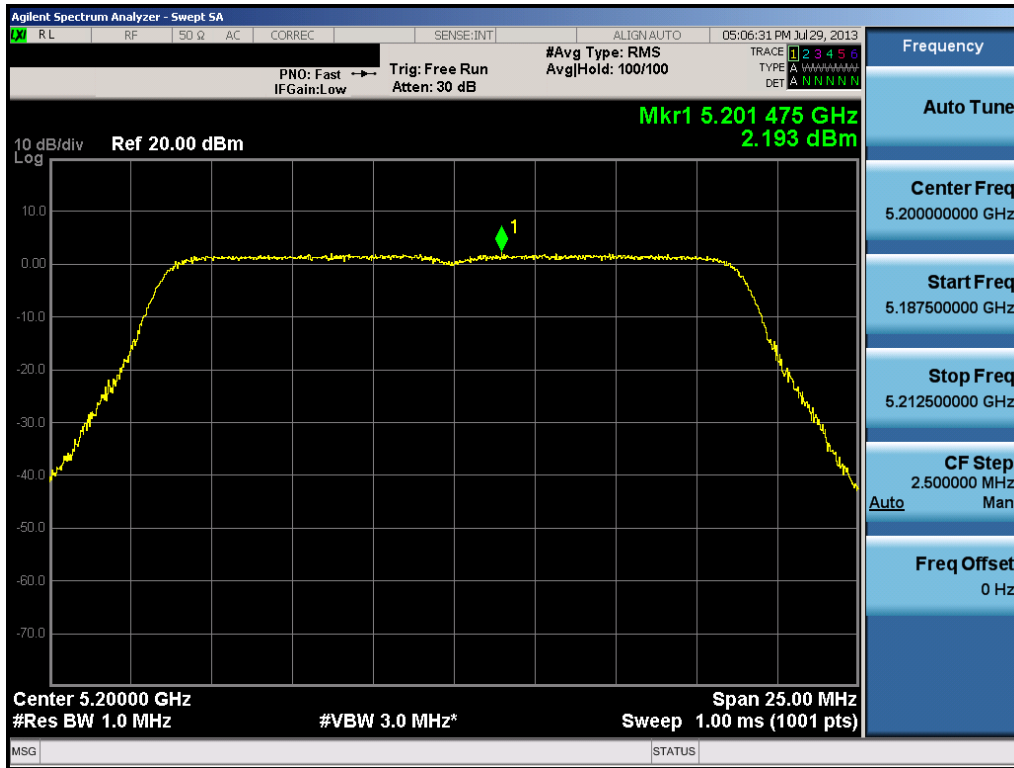 Agilent Spectrum Analyzer - Swept SA
LXI RL RF 50 Ω AC CORREC SENSE:INT ALIGN AUTO 05:06:31 PM Jul 29, 2013
PNO: Fast Trig: Free Run #Avg Type: RMS TRACE 1 2 3 4 5 6
IFGain:Low Atten: 30 dB Avg|Hold: 100/100 TYPE A WWWWW
DET A N N N N N
Mkr1 5.201 475 GHz
2.193 dBm
10 dB/div Ref 20.00 dBm
Log
1
10.0
0.00
-10.0
-20.0
-30.0
-40.0
-50.0
-60.0
-70.0
Center 5.20000 GHz Span 25.00 MHz
#Res BW 1.0 MHz #VBW 3.0 MHz* Sweep 1.00 ms (1001 pts)
MSG STATUS
Frequency
Auto Tune
Center Freq
5.200000000 GHz
Start Freq
5.187500000 GHz
Stop Freq
5.212500000 GHz
CF Step
2.500000 MHz
Auto Man
Freq Offset
0 Hz